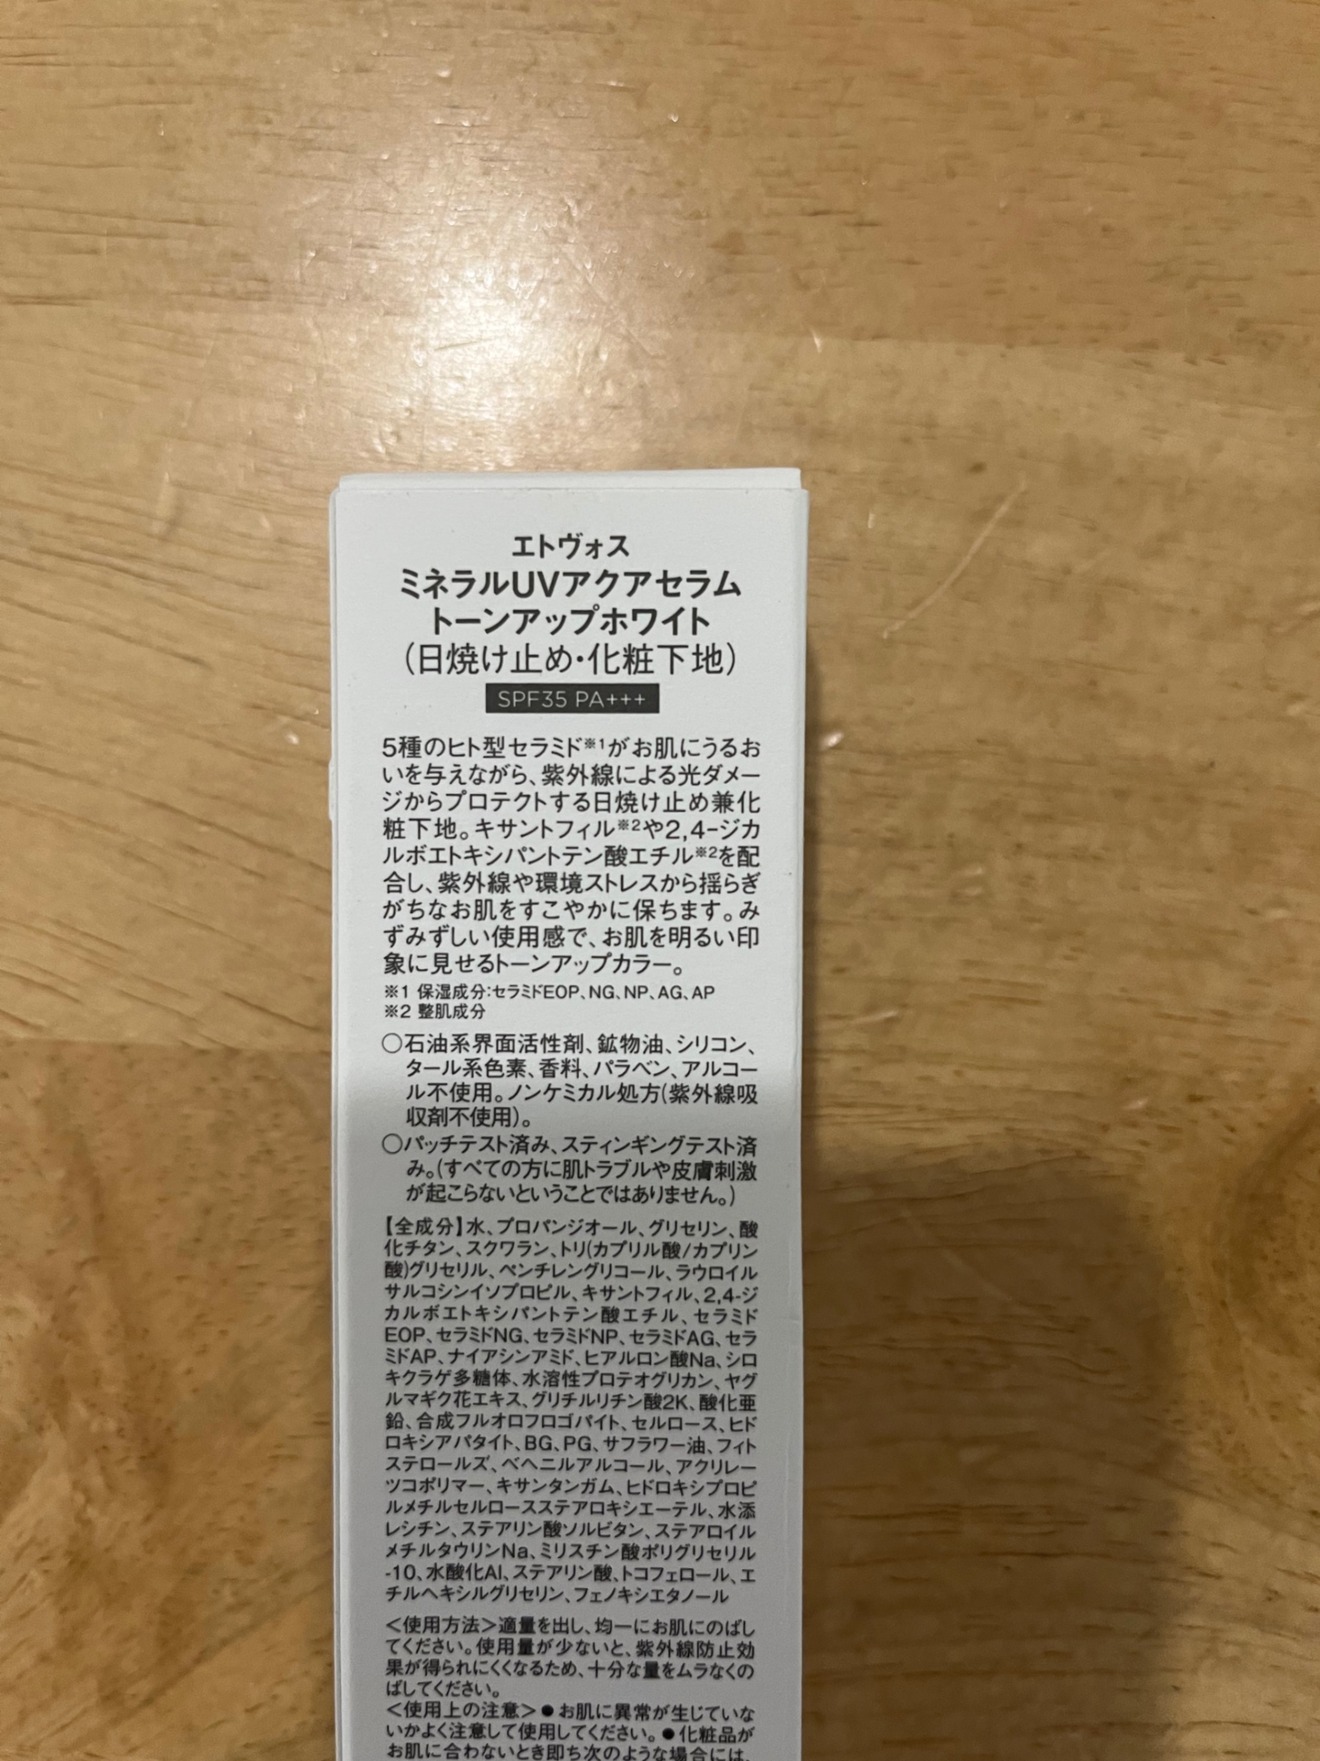 エトヴォス
ミネラルUVアクアセラム
トーンアップホワイト
(日焼け止め・化粧下地)
SPF35 PA+++
5種のヒト型セラミド※1がお肌にうるお
いを与えながら、紫外線による光ダメー
ジからプロテクトする日焼け止め兼化
粧下地。キサントフィル※2や2,4-ジカ
ルボエトキシパントテン酸エチル※2を配
合し、紫外線や環境ストレスから揺らぎ
がちなお肌をすこやかに保ちます。み
ずみずしい使用感で、お肌を明るい印
象に見せるトーンアップカラー。
※1 保湿成分:セラミドEOP、NG、NP、AG、AP
※2 整肌成分
○石油系界面活性剤、鉱物油、シリコン、
タール系色素、香料、パラベン、アルコー
ル不使用。ノンケミカル処方(紫外線吸
収剤不使用)。
○パッチテスト済み、スティンギングテスト済
み。(すべての方に肌トラブルや皮膚刺激
が起こらないということではありません。)
【全成分】水、プロパンジオール、グリセリン、酸
化チタン、スクワラン、トリ(カプリル酸/カプリン
酸)グリセリル、ペンチレングリコール、ラウロイル
サルコシンイソプロピル、キサントフィル、2,4-ジ
カルボエトキシパントテン酸エチル、セラミド
EOP、セラミドNG、セラミドNP、セラミドAG、セラ
ミドAP、ナイアシンアミド、ヒアルロン酸Na、シロ
キクラゲ多糖体、水溶性プロテオグリカン、ヤグ
ルマギク花エキス、グリチルリチン酸2K、酸化亜
鉛、合成フルオロフロゴパイト、セルロース、ヒド
ロキシアパタイト、BG、PG、サフラワー油、フィト
ステロールズ、ベヘニルアルコール、アクリレー
ツコポリマー、キサンタンガム、ヒドロキシプロピ
ルメチルセルロースステアロキシエーテル、水添
レシチン、ステアリン酸ソルビタン、ステアロイル
メチルタウリンNa、ミリスチン酸ポリグリセリル
-10、水酸化Al、ステアリン酸、トコフェロール、エ
チルヘキシルグリセリン、フェノキシエタノール
<使用方法>適量を出し、均一にお肌にのばし
てください。使用量が少ないと、紫外線防止効
果が得られにくくなるため、十分な量をムラなくの
ばしてください。
<使用上の注意>●お肌に異常が生じていな
いかよく注意して使用してください。●化粧品が
お肌に合わないとき即ち次のような場合には、